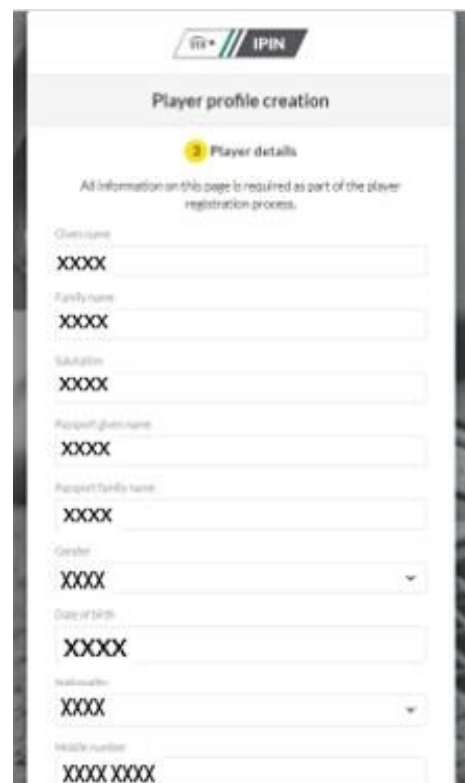 ITF IPIN
Player profile creation
2 Player details
All information on this page is required as part of the player
registration process.
Given name
XXXX
Family name
XXXX
Salutation
XXXX
Passport given name
XXXX
Passport family name
XXXX
Gender
XXXX
Date of birth
XXXX
Nationality
XXXX
Mobile number
XXXX XXXX